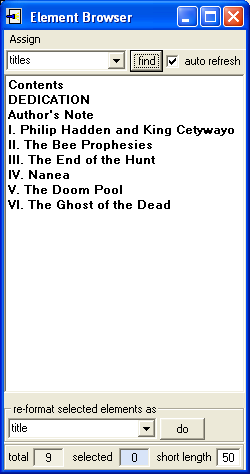 Element Browser
Assign
titles find auto refresh
Contents
DEDICATION
Author's Note
I. Philip Hadden and King Cetywayo
II. The Bee Prophesies
III. The End of the Hunt
IV. Nanea
V. The Doom Pool
VI. The Ghost of the Dead
re-format selected elements as
title do
total 9 selected 0 short length 50